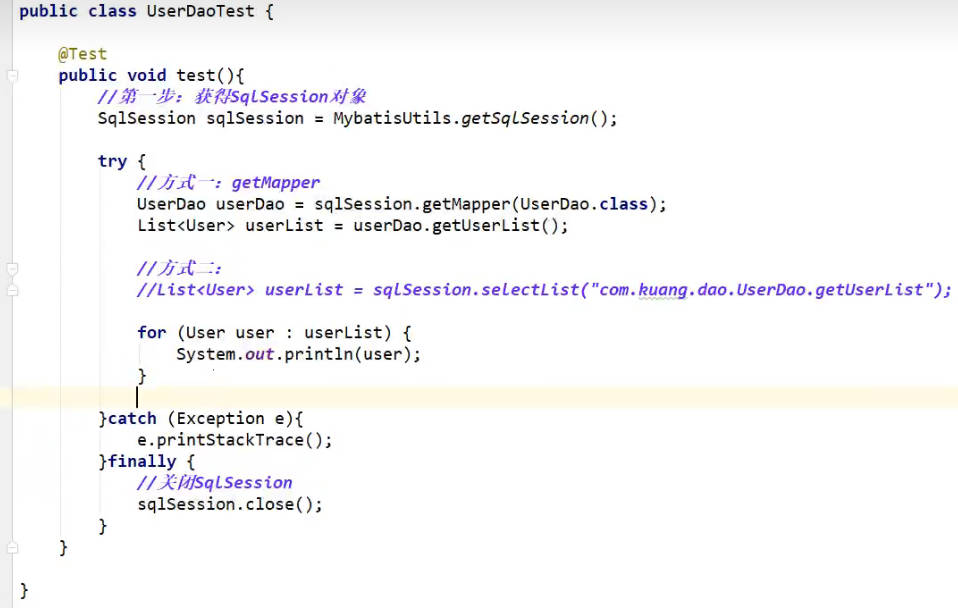 public class UserDaoTest {
@Test
public void test(){
//第一步：获得SqlSession对象
SqlSession sqlSession = MybatisUtils.getSqlSession();
try {
//方式一：getMapper
UserDao userDao = sqlSession.getMapper(UserDao.class);
List<User> userList = userDao.getUserList();
//方式二：
//List<User> userList = sqlSession.selectList("com.kuang.dao.UserDao.getUserList");
for (User user : userList) {
System.out.println(user);
}
}catch (Exception e){
e.printStackTrace();
}finally {
//关闭SqlSession
sqlSession.close();
}
}
}